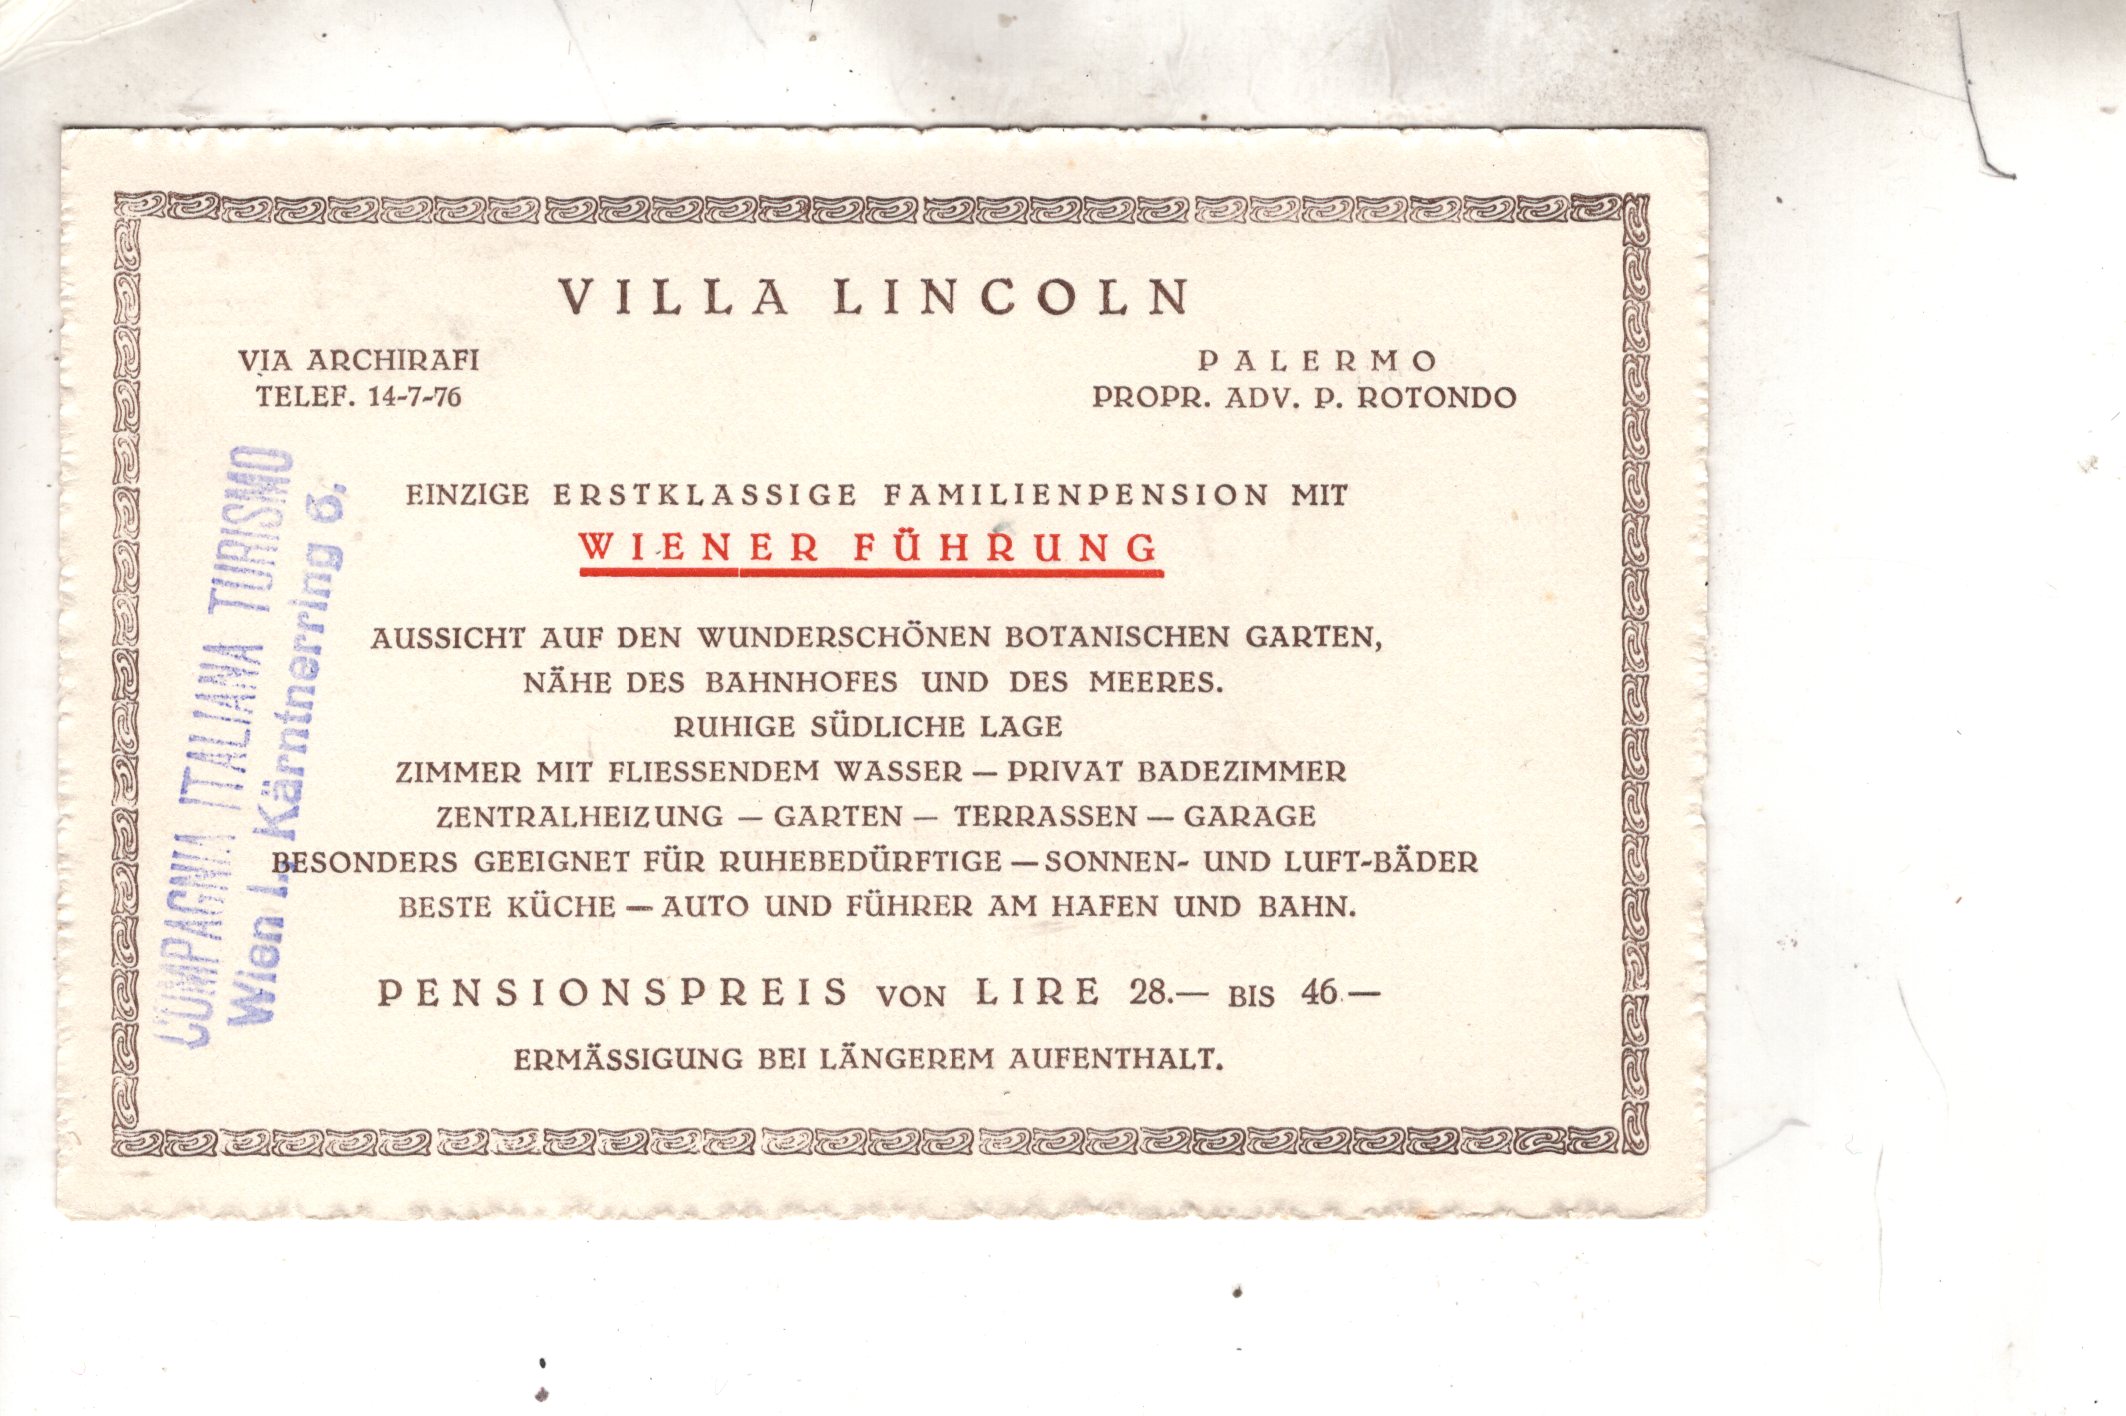 VILLA LINCOLN
VIA ARCHIRAFI
TELEF. 14-7-76
PALERMO
PROPR. ADV. P. ROTONDO
EINZIGE ERSTKLASSIGE FAMILIENPENSION MIT
WIENER FÜHRUNG
AUSSICHT AUF DEN WUNDERSCHÖNEN BOTANISCHEN GARTEN,
NÄHE DES BAHNHOFES UND DES MEERES.
RUHIGE SÜDLICHE LAGE
ZIMMER MIT FLIESSENDEM WASSER — PRIVAT BADEZIMMER
ZENTRALHEIZUNG — GARTEN — TERRASSEN — GARAGE
BESONDERS GEEIGNET FÜR RUHEBEDÜRFTIGE — SONNEN- UND LUFT-BÄDER
BESTE KÜCHE — AUTO UND FÜHRER AM HAFEN UND BAHN.
PENSIONSPREIS VON LIRE 28.— BIS 46.—
ERMÄSSIGUNG BEI LÄNGEREM AUFENTHALT.
COMPAGNIA ITALIANA TURISMO
Wien I., Kärntnerring 6.